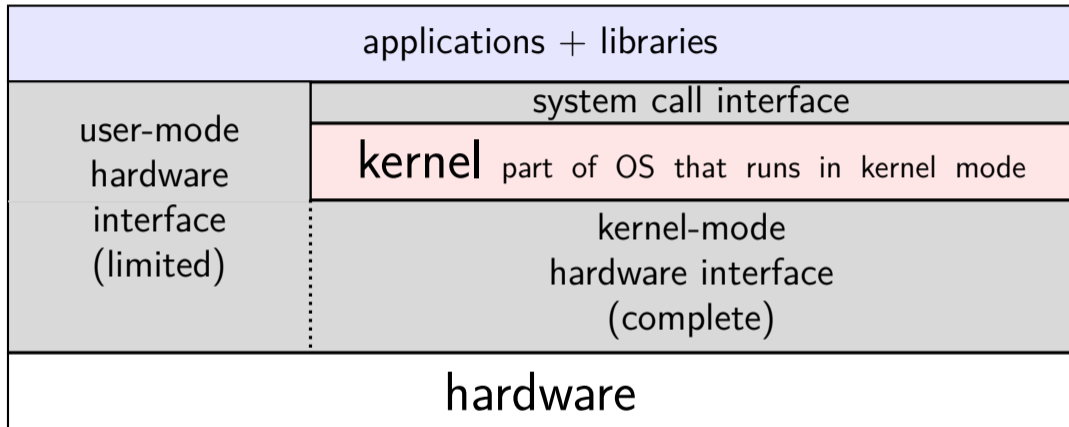 applications + libraries
user-mode
hardware
interface
(limited)
system call interface
kernel part of OS that runs in kernel mode
kernel-mode
hardware interface
(complete)
hardware